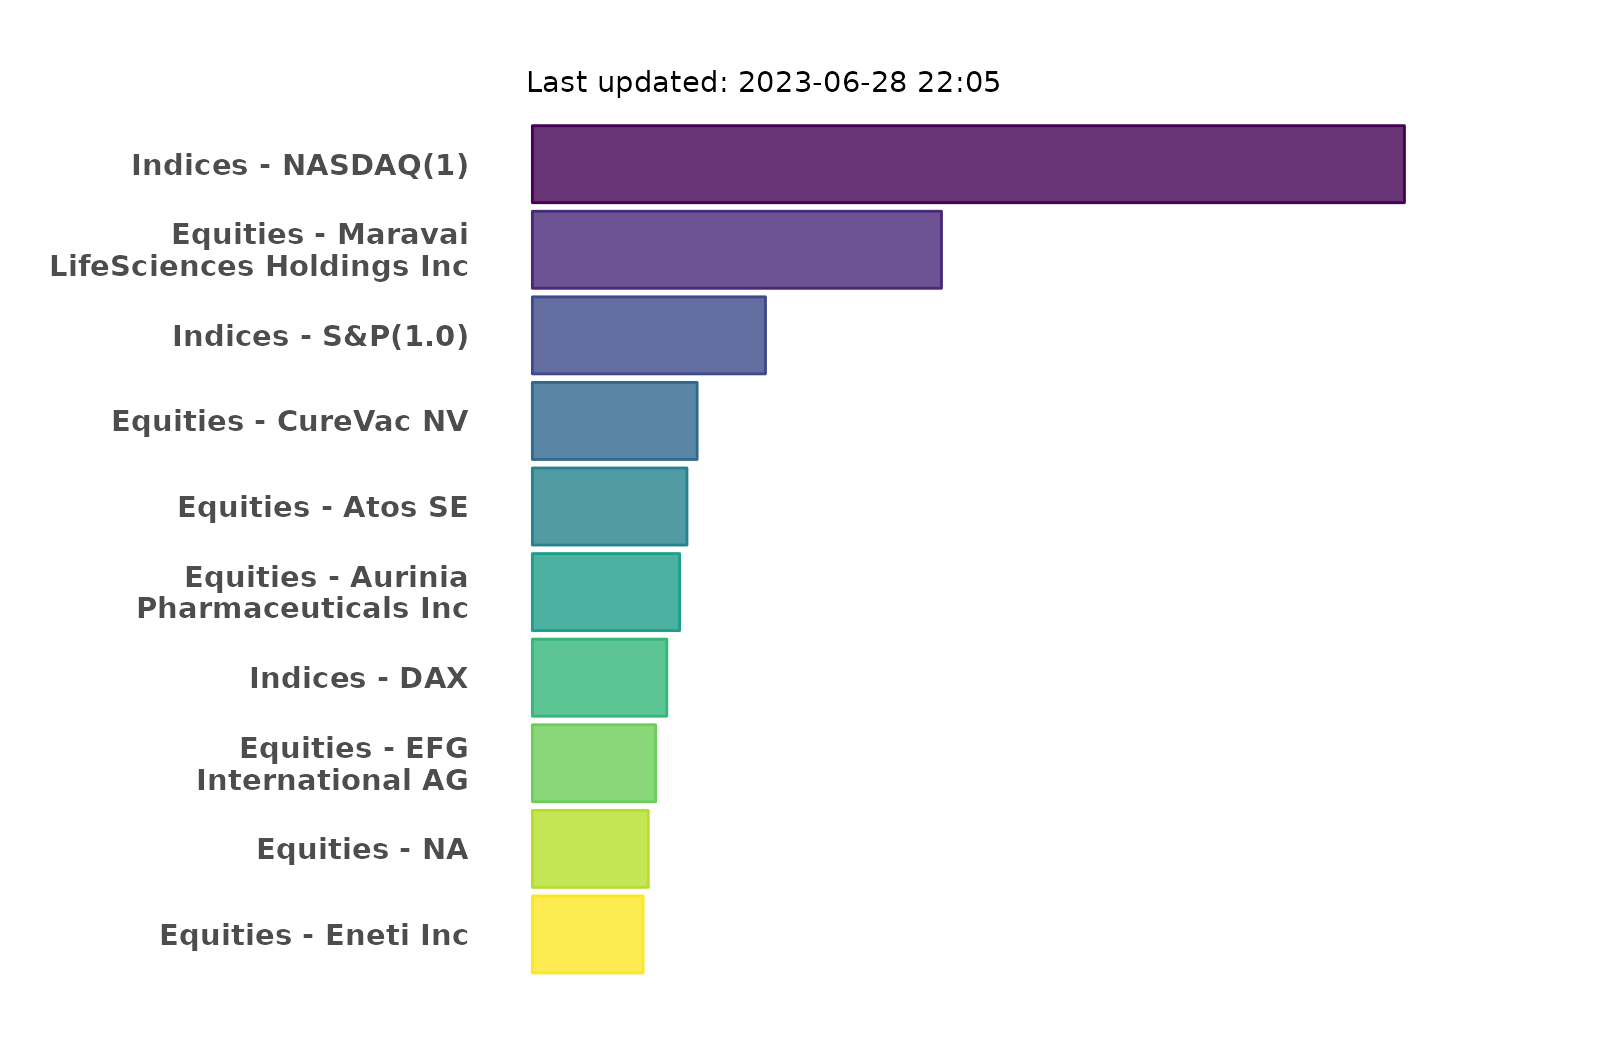 Last updated: 2023-06-28 22:05
Indices - NASDAQ(1)
Equities - Maravai
LifeSciences Holdings Inc
Indices - S&P(1.0)
Equities - CureVac NV
Equities - Atos SE
Equities - Aurinia
Pharmaceuticals Inc
Indices - DAX
Equities - EFG
International AG
Equities - NA
Equities - Eneti Inc